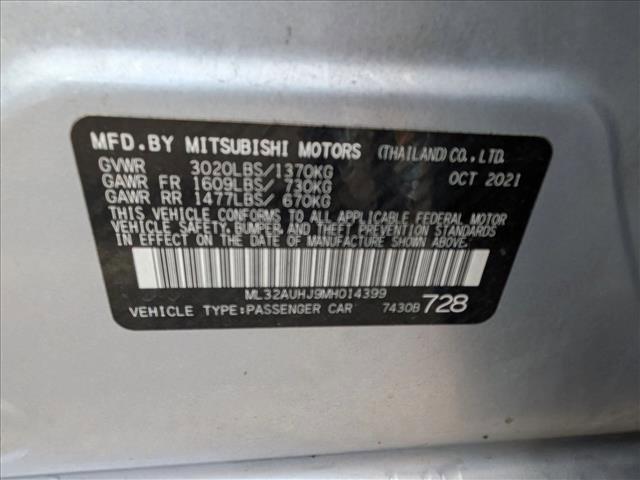 MFD. BY MITSUBISHI MOTORS (THAILAND) CO., LTD.
GVWR 3020LBS/1370KG OCT 2021
GAWR FR 1609LBS/ 730KG
GAWR RR 1477LBS/ 670KG
THIS VEHICLE CONFORMS TO ALL APPLICABLE FEDERAL MOTOR
VEHICLE SAFETY, BUMPER, AND THEFT PREVENTION STANDARDS
IN EFFECT ON THE DATE OF MANUFACTURE SHOWN ABOVE.
ML32AUHJ9MH014399
VEHICLE TYPE:PASSENGER CAR 7430B 728